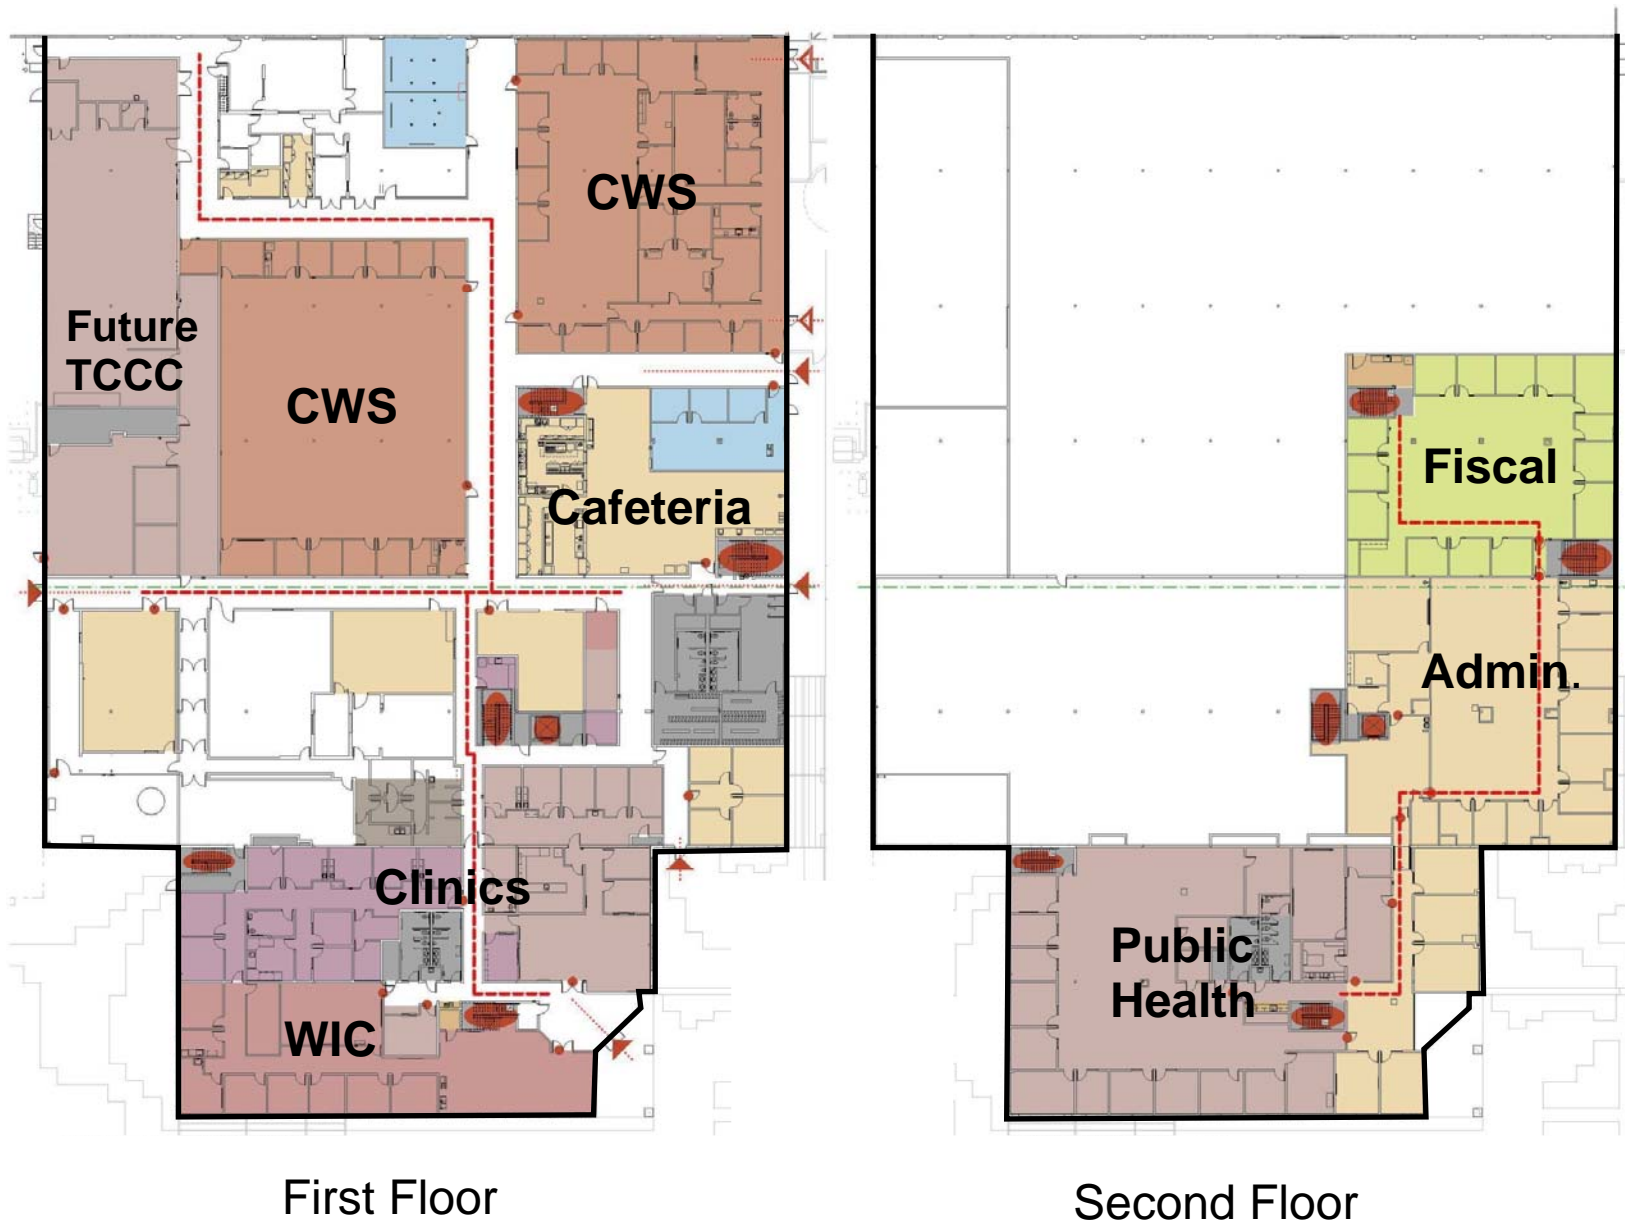 CWS
Future
TCCC
CWS
Cafeteria
Clinics
WIC
First Floor
Fiscal
Admin.
Public
Health
Second Floor